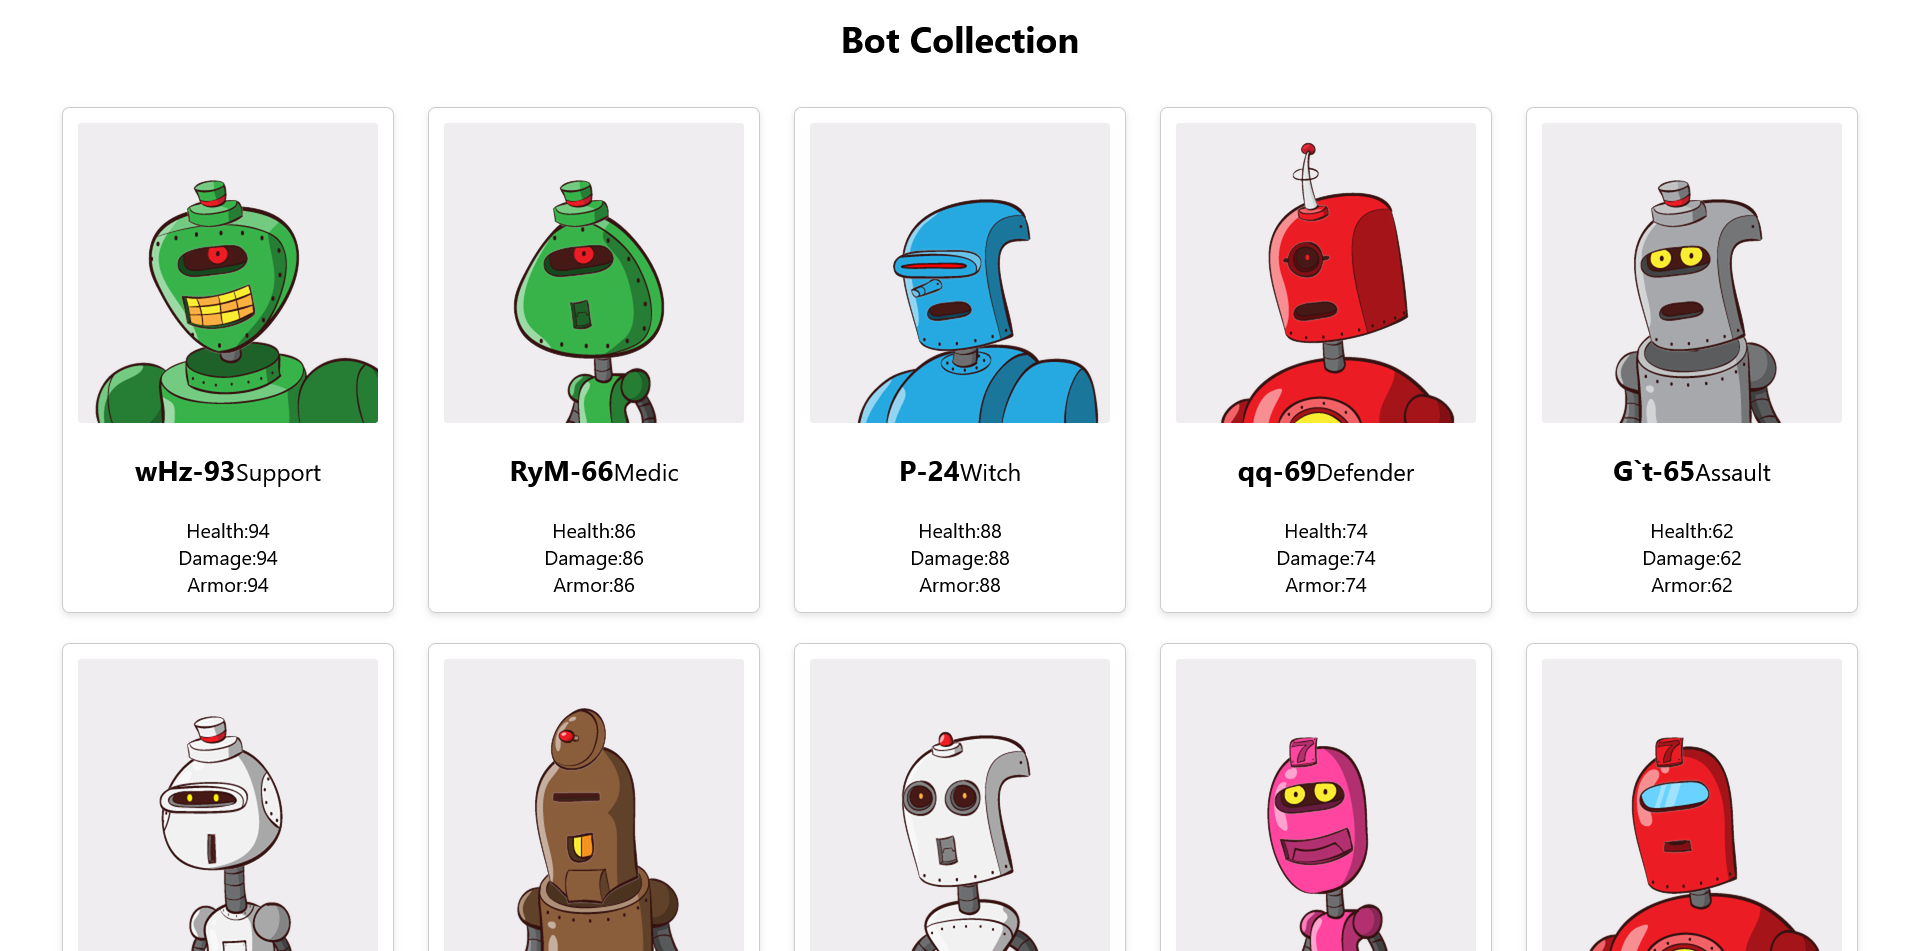 Bot Collection
wHz-93Support
Health:94
Damage:94
Armor:94
RyM-66Medic
Health:86
Damage:86
Armor:86
P-24Witch
Health:88
Damage:88
Armor:88
qq-69Defender
Health:74
Damage:74
Armor:74
G`t-65Assault
Health:62
Damage:62
Armor:62
7
7